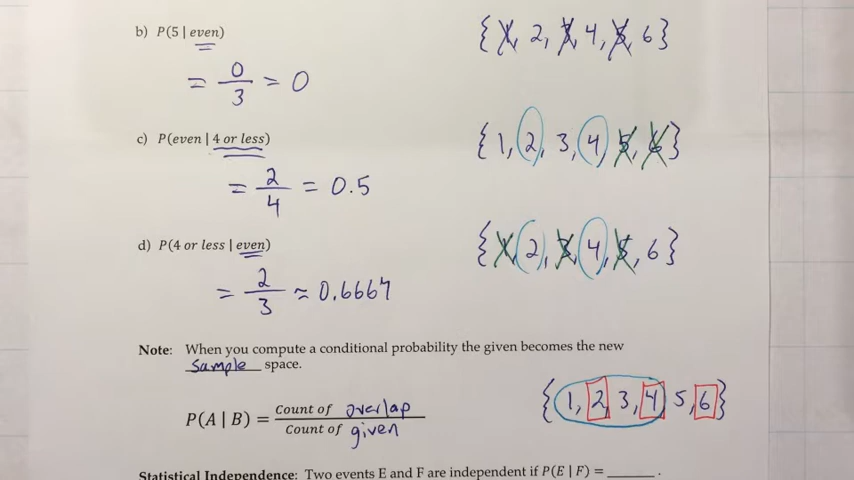 b) P(5 | even)
{1, 2, 3, 4, 5, 6}
= 0/3 = 0
c) P(even | 4 or less)
{1, 2, 3, 4, 5, 6}
= 2/4 = 0.5
d) P(4 or less | even)
{1, 2, 3, 4, 5, 6}
= 2/3 ≈ 0.6667
Note: When you compute a conditional probability the given becomes the new
sample space.
{1, 2, 3, 4, 5, 6}
P(A | B) = Count of overlap / Count of given
Statistical Independence: Two events E and F are independent if P(E | F) = ______ .